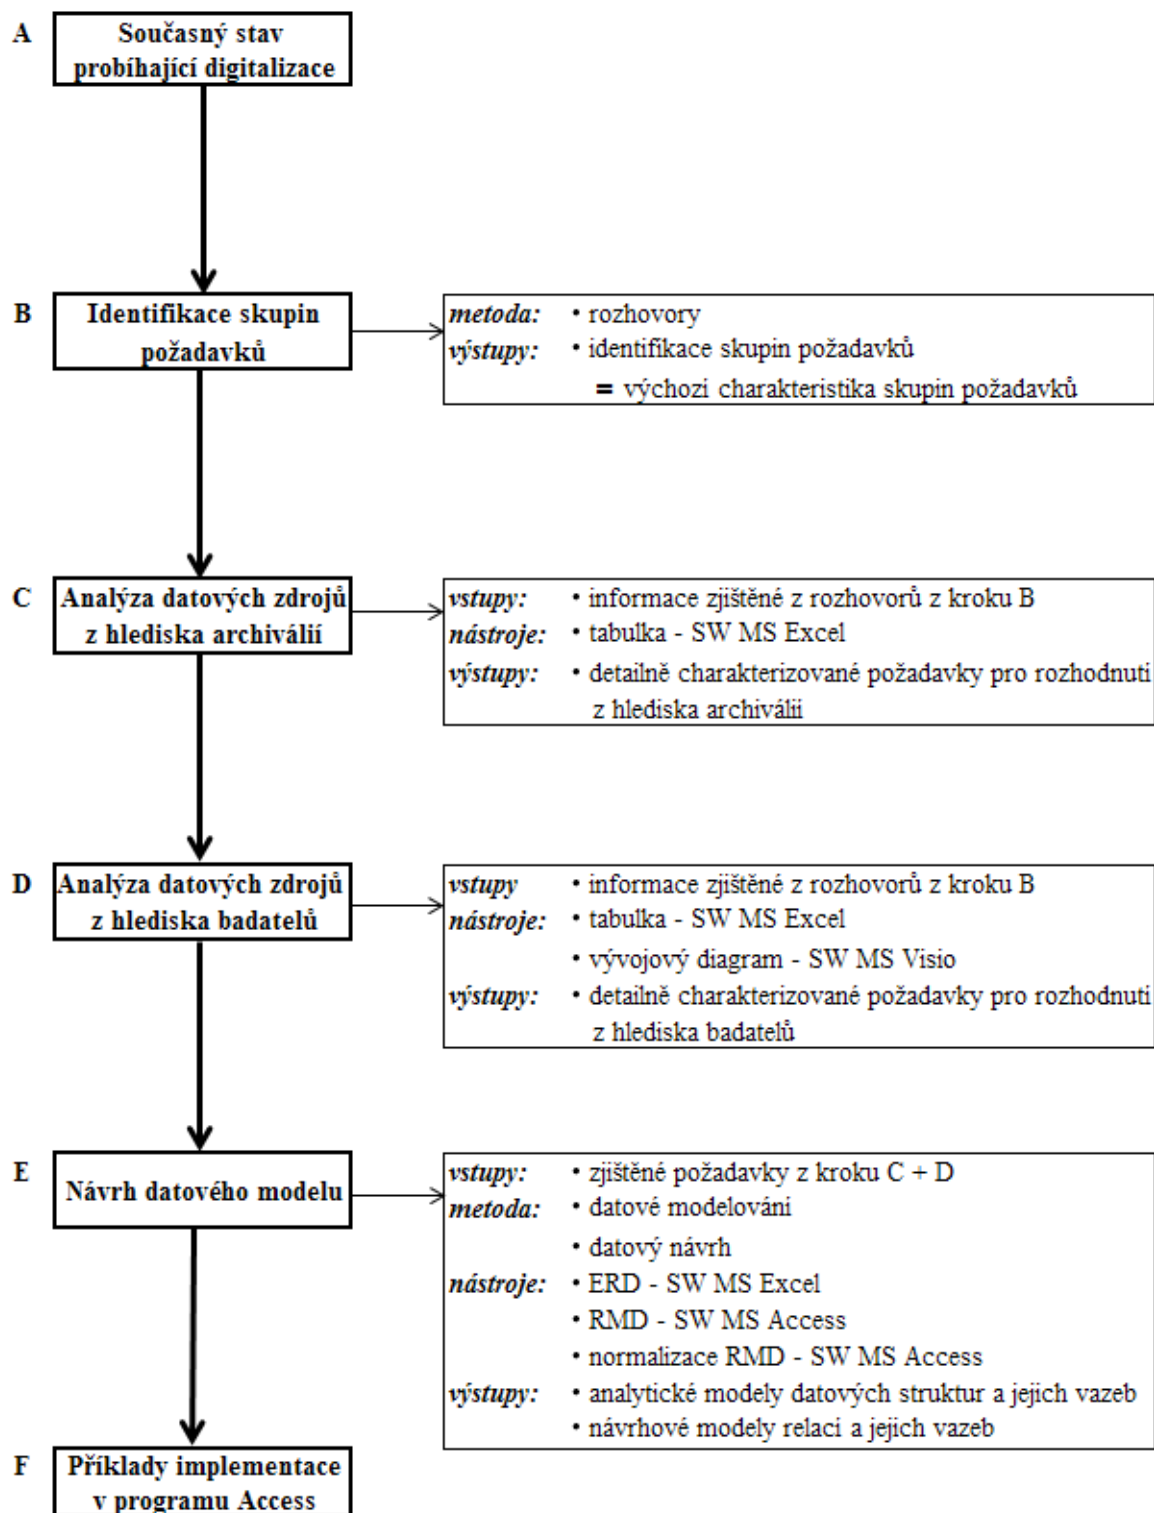 A
Současný stav
probíhající digitalizace
B
Identifikace skupin
požadavků
metoda: • rozhovory
výstupy: • identifikace skupin požadavků
= výchozí charakteristika skupin požadavků
C
Analýza datových zdrojů
z hlediska archiválií
vstupy: • informace zjištěné z rozhovorů z kroku B
nástroje: • tabulka - SW MS Excel
výstupy: • detailně charakterizované požadavky pro rozhodnutí
z hlediska archiválií
D
Analýza datových zdrojů
z hlediska badatelů
vstupy • informace zjištěné z rozhovorů z kroku B
nástroje: • tabulka - SW MS Excel
• vývojový diagram - SW MS Visio
výstupy: • detailně charakterizované požadavky pro rozhodnutí
z hlediska badatelů
E
Návrh datového modelu
vstupy: • zjištěné požadavky z kroku C + D
metoda: • datové modelování
• datový návrh
nástroje: • ERD - SW MS Excel
• RMD - SW MS Access
• normalizace RMD - SW MS Access
výstupy: • analytické modely datových struktur a jejich vazeb
• návrhové modely relací a jejich vazeb
F
Příklady implementace
v programu Access